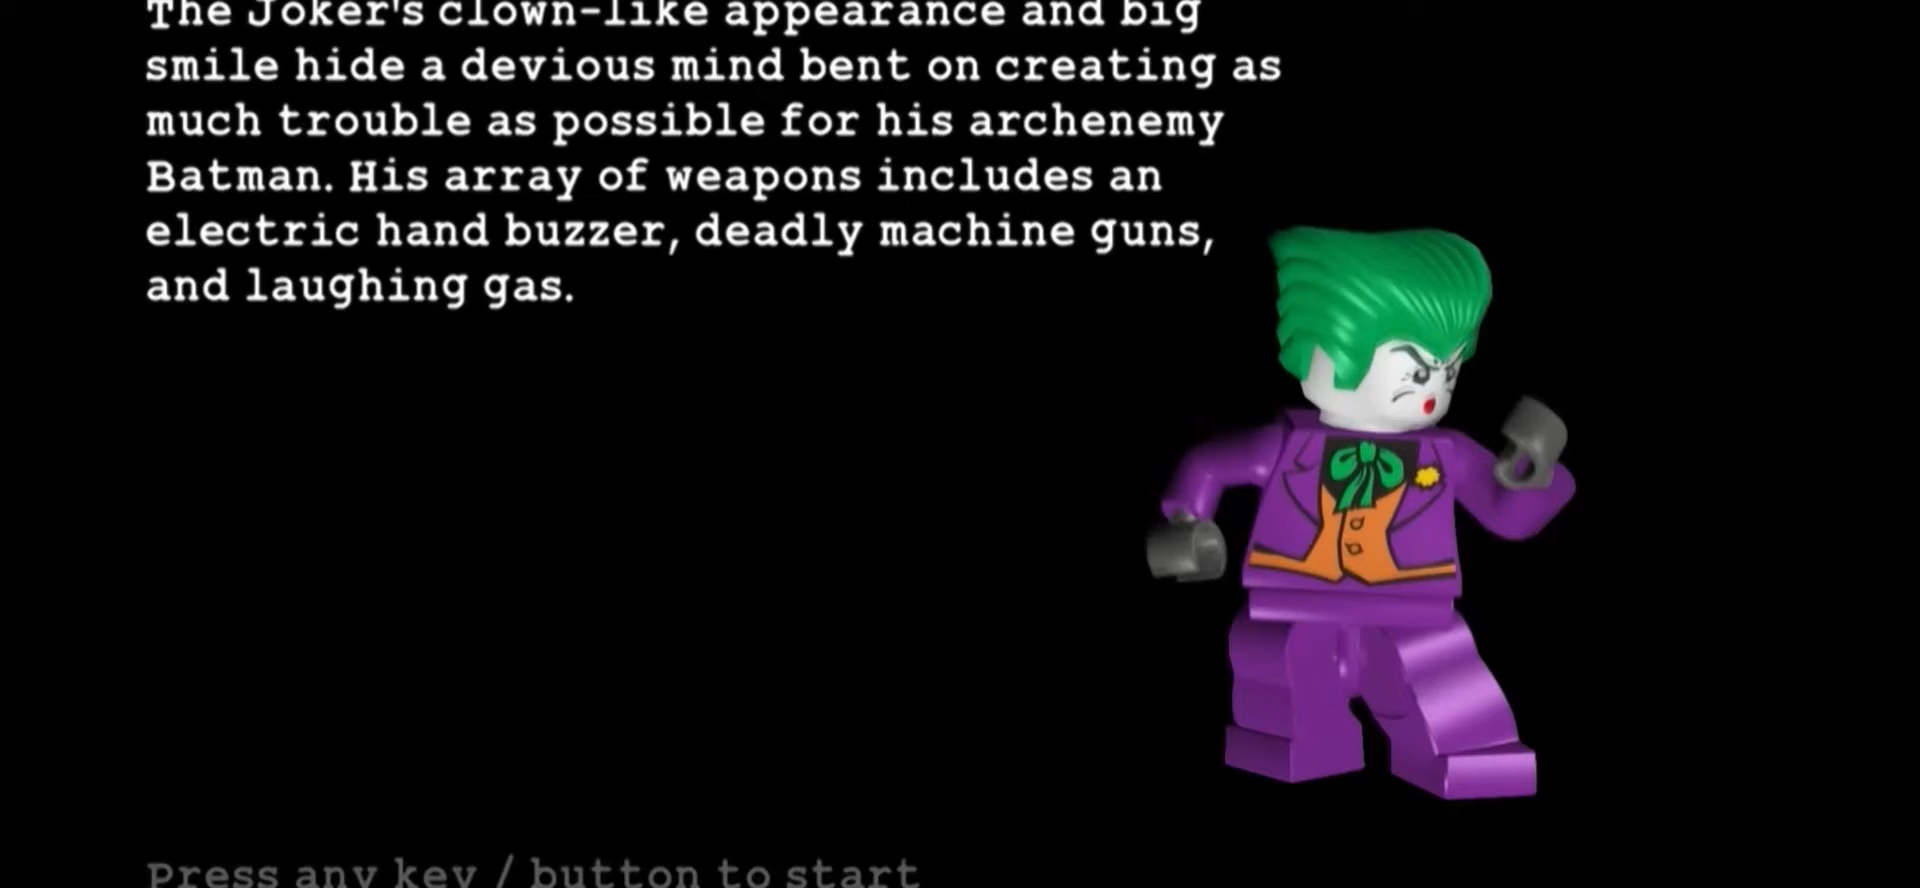 The Joker's clown-like appearance and big
smile hide a devious mind bent on creating as
much trouble as possible for his archenemy
Batman. His array of weapons includes an
electric hand buzzer, deadly machine guns,
and laughing gas.
Press any key / button to start